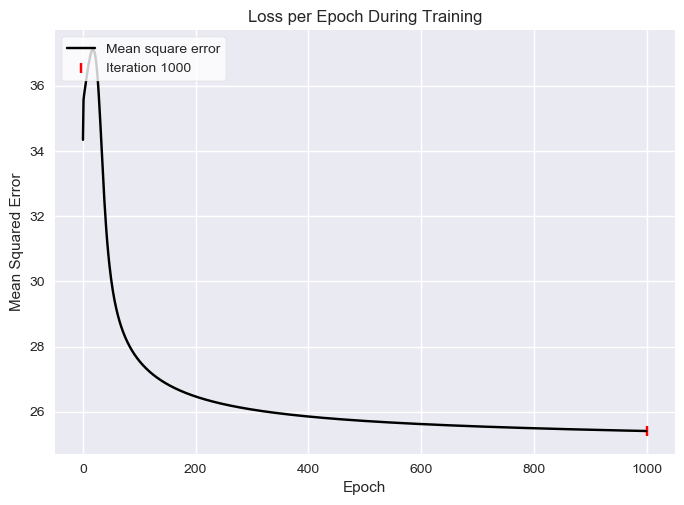 Loss per Epoch During Training
Mean square error
Iteration 1000
Mean Squared Error
36
34
32
30
28
26
0 200 400 600 800 1000
Epoch